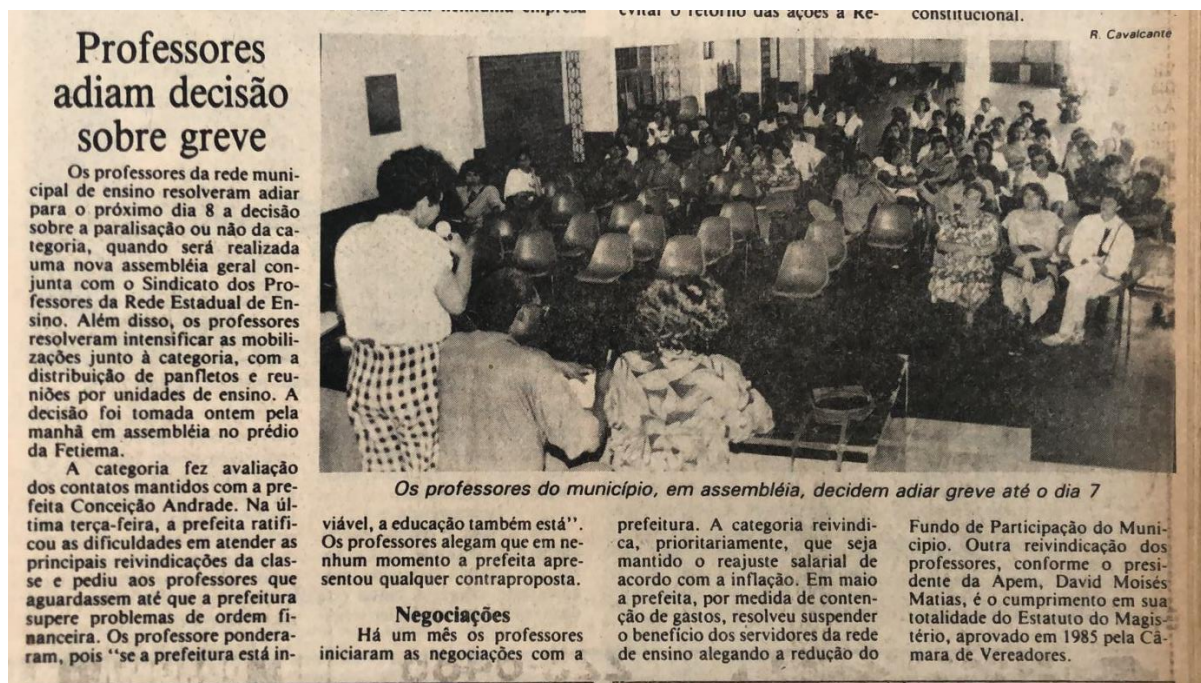 evitar o retorno das ações a Re-
constitucional.
R. Cavalcante
Professores
adiam decisão
sobre greve
Os professores da rede muni-
cipal de ensino resolveram adiar
para o próximo dia 8 a decisão
sobre a paralisação ou não da ca-
tegoria, quando será realizada
uma nova assembléia geral con-
junta com o Sindicato dos Pro-
fessores da Rede Estadual de En-
sino. Além disso, os professores
resolveram intensificar as mobili-
zações junto à categoria, com a
distribuição de panfletos e reu-
niões por unidades de ensino. A
decisão foi tomada ontem pela
manhã em assembléia no prédio
da Fetiema.
A categoria fez avaliação
dos contatos mantidos com a pre-
feita Conceição Andrade. Na úl-
tima terça-feira, a prefeita ratifi-
cou as dificuldades em atender as
principais reivindicações da clas-
se e pediu aos professores que
aguardassem até que a prefeitura
supere problemas de ordem fi-
nanceira. Os professore pondera-
ram, pois "se a prefeitura está in-
Os professores do município, em assembléia, decidem adiar greve até o dia 7
viável, a educação também está".
Os professores alegam que em ne-
nhum momento a prefeita apre-
sentou qualquer contraproposta.
Negociações
Há um mês os professores
iniciaram as negociações com a
prefeitura. A categoria reivindi-
ca, prioritariamente, que seja
mantido o reajuste salarial de
acordo com a inflação. Em maio
a prefeita, por medida de conten-
ção de gastos, resolveu suspender
o benefício dos servidores da rede
de ensino alegando a redução do
Fundo de Participação do Muni-
cipio. Outra reivindicação dos
professores, conforme o presi-
dente da Apem, David Moisés
Matias, é o cumprimento em sua
totalidade do Estatuto do Magis-
tério, aprovado em 1985 pela Câ-
mara de Vereadores.